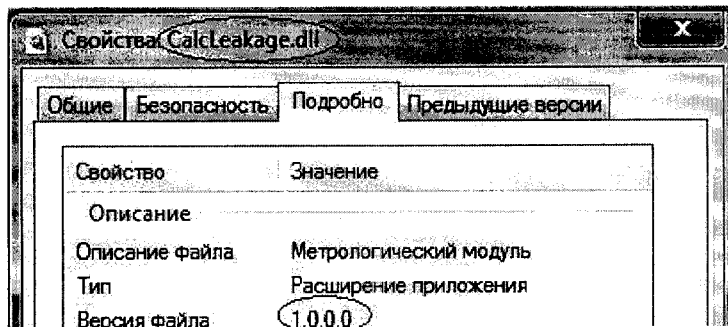 Свойства: CalcLeakage.dll
Общие Безопасность Подробно Предыдущие версии
Свойство Значение
Описание
Описание файла Метрологический модуль
Тип Расширение приложения
Версия файла 1.0.0.0